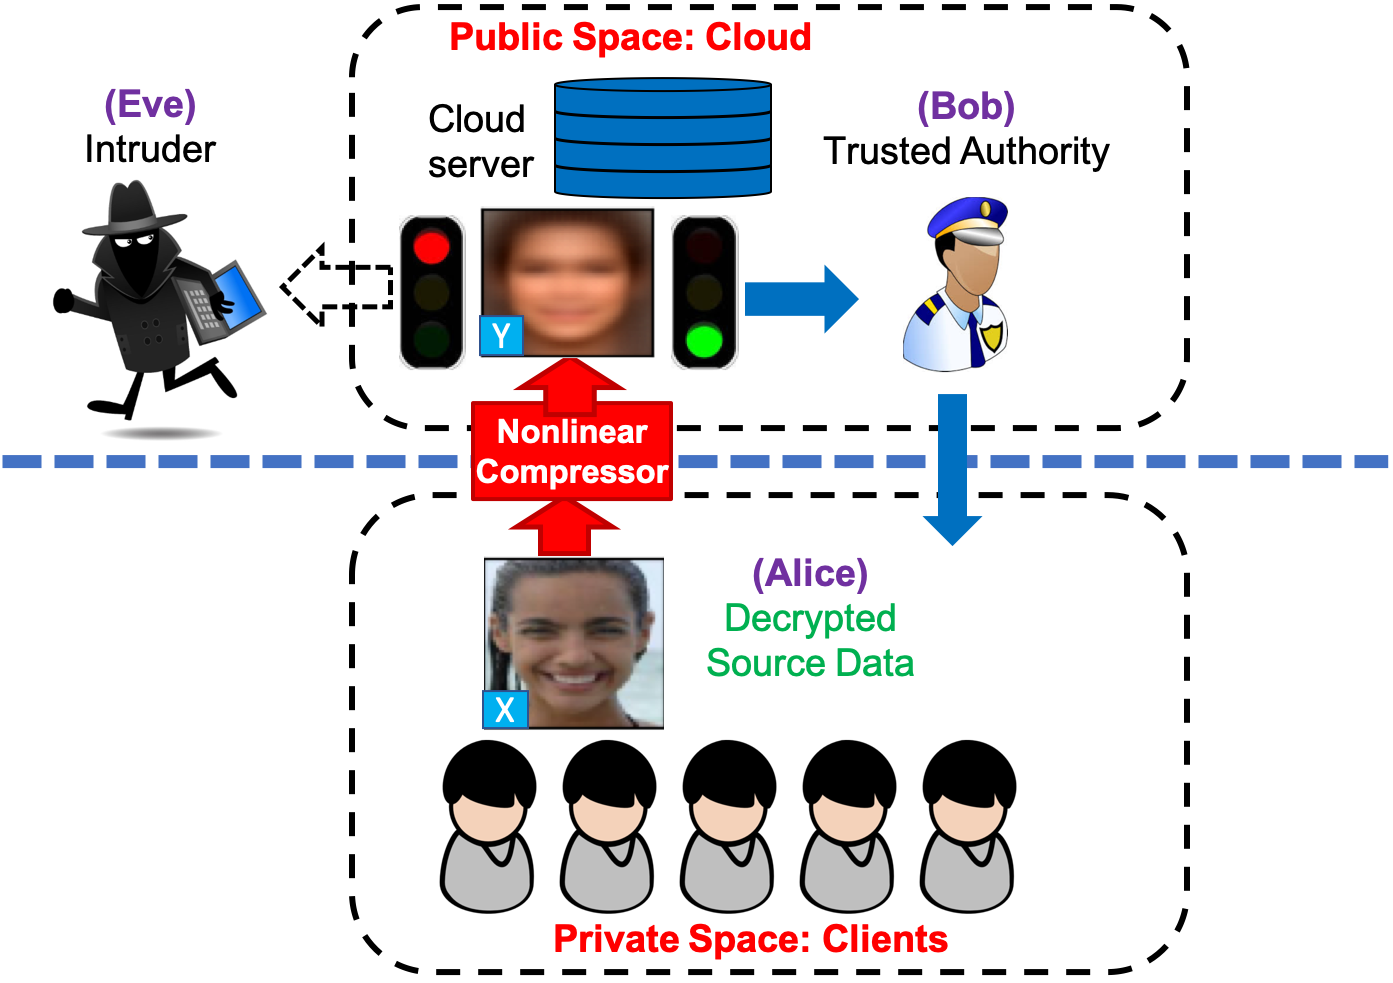 Public Space: Cloud
(Eve)
Intruder
Cloud
server
(Bob)
Trusted Authority
Y
Nonlinear
Compressor
X
(Alice)
Decrypted
Source Data
Private Space: Clients